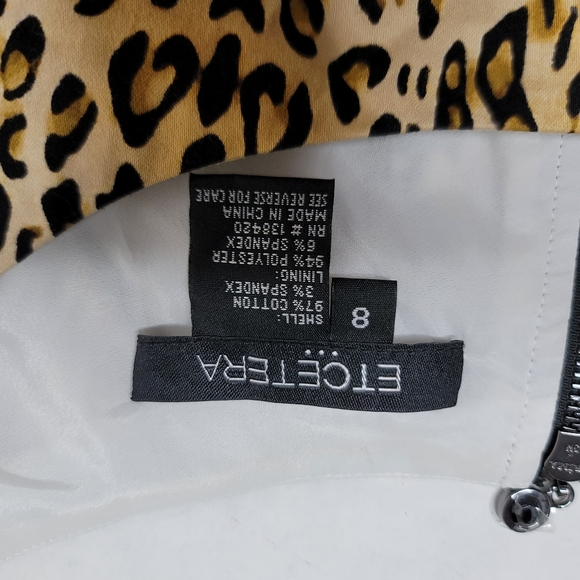 ETCETERA
8
SHELL:
97% COTTON
3% SPANDEX
LINING:
94% POLYESTER
6% SPANDEX
RN # 138420
MADE IN CHINA
SEE REVERSE FOR CARE